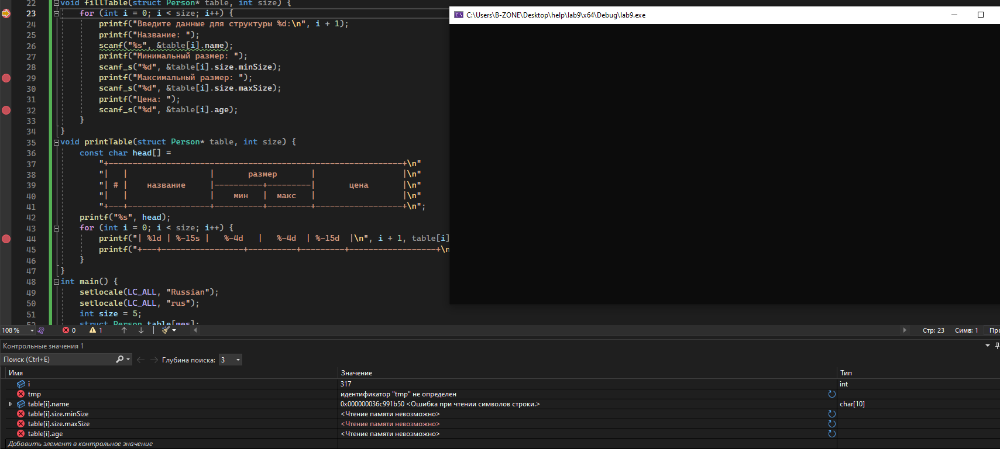 22 void fillTable(struct Person* table, int size) {
23 for (int i = 0; i < size; i++) {
24 printf("Введите данные для структуры %d:\n", i + 1);
25 printf("Название: ");
26 scanf("%s", &table[i].name);
27 printf("Минимальный размер: ");
28 scanf_s("%d", &table[i].size.minSize);
29 printf("Максимальный размер: ");
30 scanf_s("%d", &table[i].size.maxSize);
31 printf("Цена: ");
32 scanf_s("%d", &table[i].age);
33 }
34 }
35 void printTable(struct Person* table, int size) {
36 const char head[] =
37 "+-------------------------------------------------------------+\n"
38 "|   |                 |       размер       |                  |\n"
39 "| # |    название     |----------+---------|       цена       |\n"
40 "|   |                 |    мин   |  макс   |                  |\n"
41 "+---+-----------------+----------+---------+------------------+\n";
42 printf("%s", head);
43 for (int i = 0; i < size; i++) {
44 printf("| %1d | %-15s |   %-4d   |   %-4d  | %-15d  |\n", i + 1, table[i]
45 printf("+---+-----------------+----------+---------+------------------+\n
46 }
47 }
48 int main() {
49 setlocale(LC_ALL, "Russian");
50 setlocale(LC_ALL, "rus");
51 int size = 5;
52 struct Person table[mes];
C:\Users\B-ZONE\Desktop\help\lab9\x64\Debug\lab9.exe
108 % 0 1 Стр: 23 Симв: 1 Про
Контрольные значения 1
Поиск (Ctrl+E) Глубина поиска: 3
Имя Значение Тип
i 317 int
tmp идентификатор "tmp" не определен
table[i].name 0x000000036c991b50 <Ошибка при чтении символов строки.> char[10]
table[i].size.minSize <Чтение памяти невозможно>
table[i].size.maxSize <Чтение памяти невозможно>
table[i].age <Чтение памяти невозможно>
Добавить элемент в контрольное значение